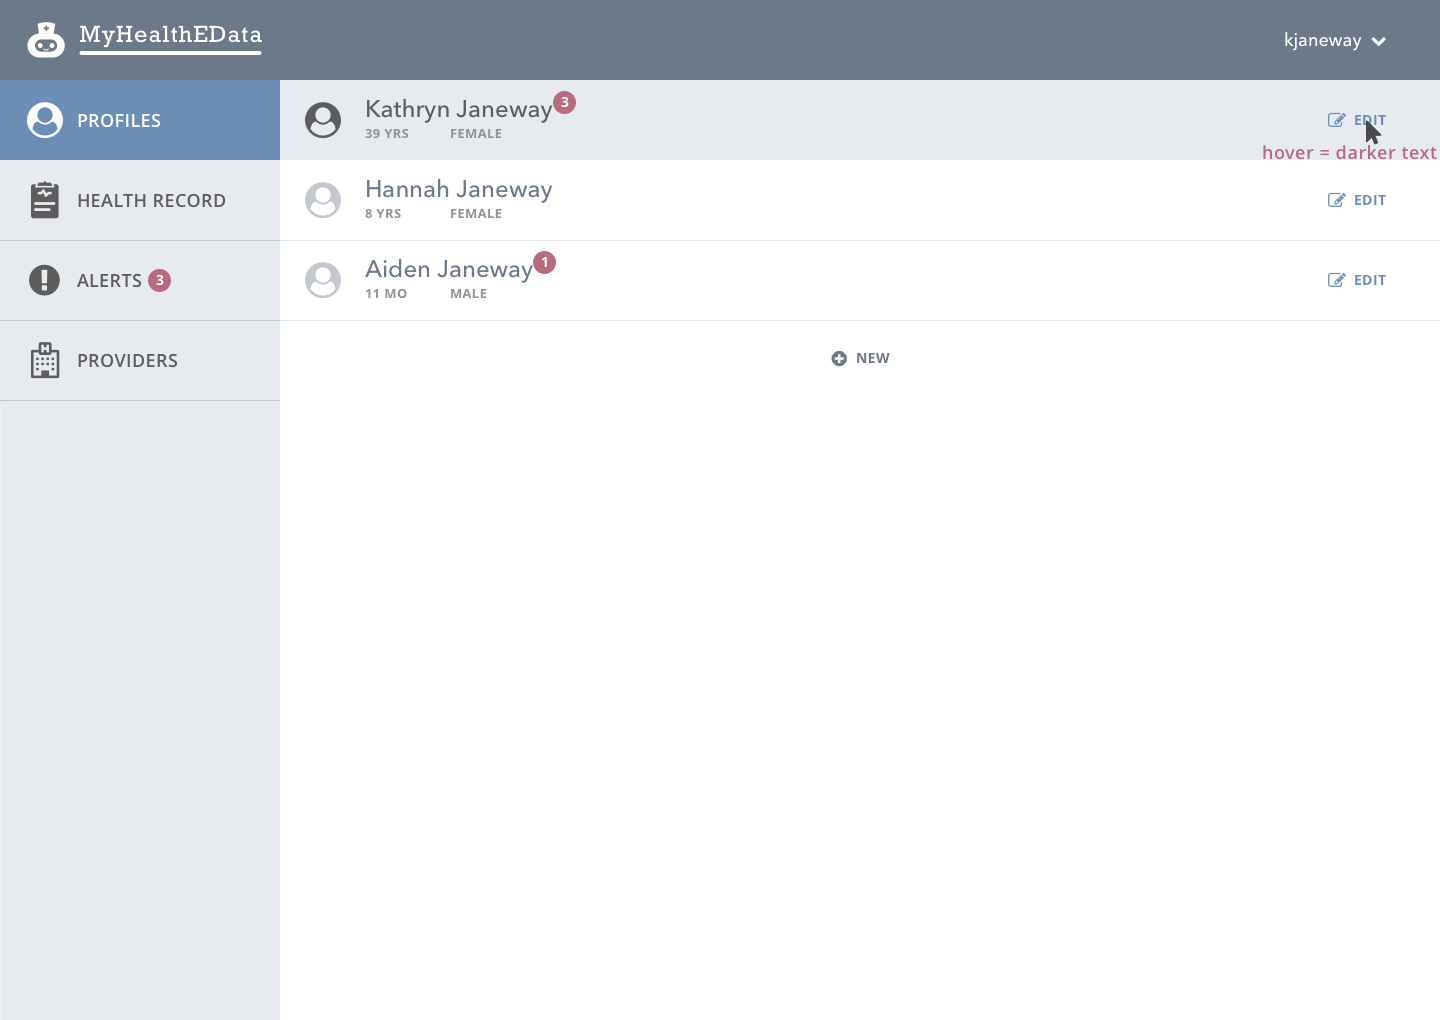 MyHealthEData
kjaneway
PROFILES
HEALTH RECORD
ALERTS 3
PROVIDERS
Kathryn Janeway 3
39 YRS FEMALE
EDIT
hover = darker text
Hannah Janeway
8 YRS FEMALE
EDIT
Aiden Janeway 1
11 MO MALE
EDIT
NEW